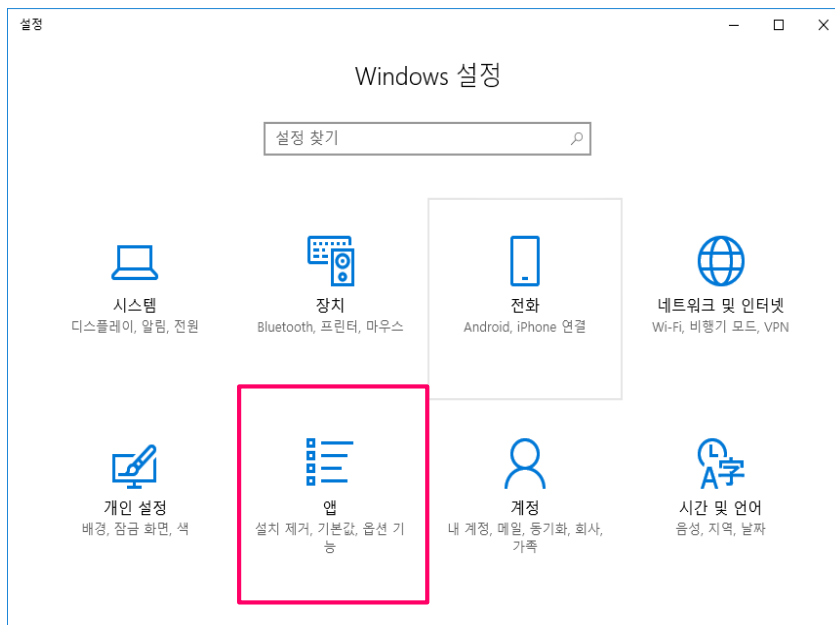 설정
Windows 설정
설정 찾기
시스템
디스플레이, 알림, 전원
장치
Bluetooth, 프린터, 마우스
전화
Android, iPhone 연결
네트워크 및 인터넷
Wi-Fi, 비행기 모드, VPN
개인 설정
배경, 잠금 화면, 색
앱
설치 제거, 기본값, 옵션 기
능
계정
내 계정, 메일, 동기화, 회사,
가족
시간 및 언어
음성, 지역, 날짜